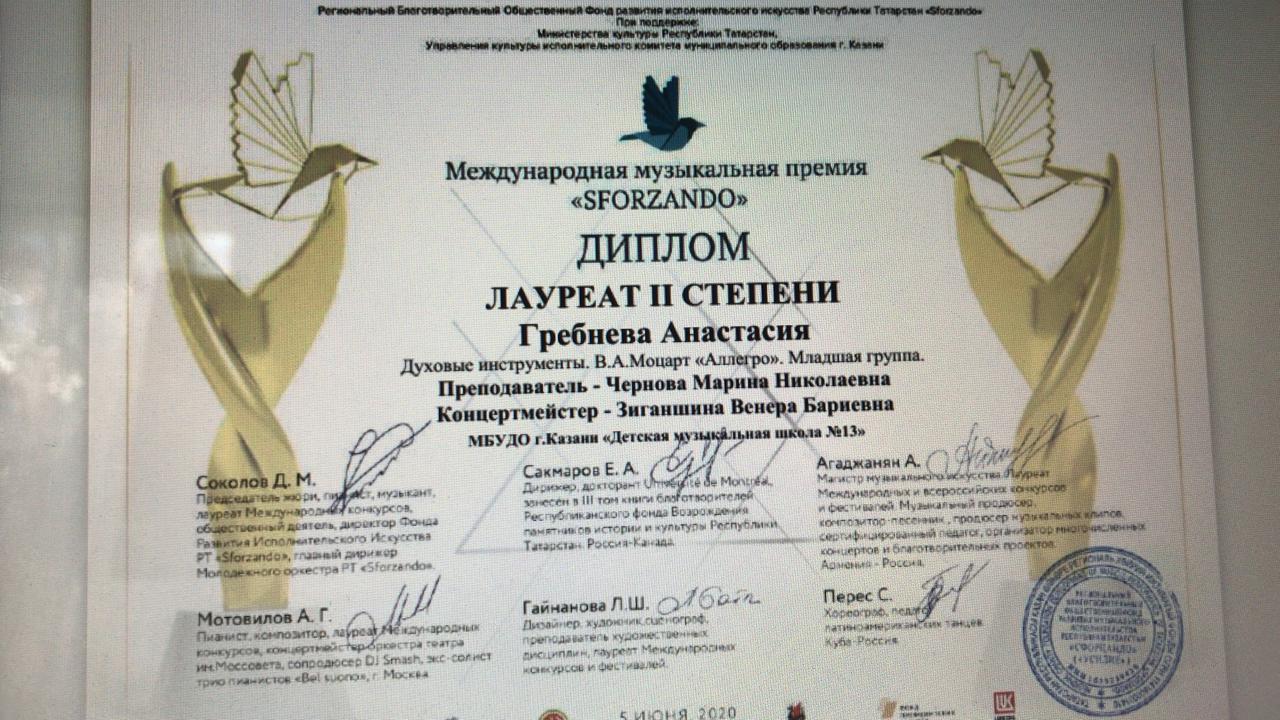 Региональный Благотворительный Общественный Фонд развития исполнительского искусства Республики Татарстан «Sforzando»
При поддержке:
Министерства культуры Республики Татарстан,
Управления культуры исполнительного комитета муниципального образования г. Казани
Международная музыкальная премия
«SFORZANDO»
ДИПЛОМ
ЛАУРЕАТ II СТЕПЕНИ
Гребнева Анастасия
Духовые инструменты. В.А.Моцарт «Аллегро». Младшая группа.
Преподаватель - Чернова Марина Николаевна
Концертмейстер - Зиганшина Венера Бариевна
МБУДО г.Казани «Детская музыкальная школа №13»
Соколов Д. М.
Председатель жюри, пианист, музыкант,
лауреат Международных конкурсов,
общественный деятель, директор Фонда
Развития Исполнительского Искусства
РТ «Sforzando», главный дирижер
Молодежного оркестра РТ «Sforzando».
Сакмаров Е. А.
Дирижер, докторант Université de Montréal,
занесен в III том книги благотворителей
Республиканского фонда Возрождения
памятников истории и культуры Республики
Татарстан. Россия-Канада.
Агаджанян А.
Магистр музыкального искусства. Лауреат
Международных и всероссийских конкурсов
и фестивалей. Музыкальный продюсер,
композитор-песенник, продюсер музыкальных клипов,
сертифицированный педагог, организатор многочисленных
концертов и благотворительных проектов.
Армения - Россия.
Мотовилов А. Г.
Пианист, композитор, лауреат Международных
конкурсов, концертмейстер оркестра театра
им.Моссовета, сопродюсер DJ Smash, экс-солист
трио пианистов «Bel suono», г. Москва
Гайнанова Л.Ш.
Дизайнер, художник,сценограф,
преподаватель художественных
дисциплин, лауреат Международных
конкурсов и фестивалей.
Перес С.
Хореограф, педагог
латиноамериканских танцев.
Куба-Россия.
«СФОРЦАНДО»
(«УСИЛИЕ»)
5 ИЮНЯ 2020